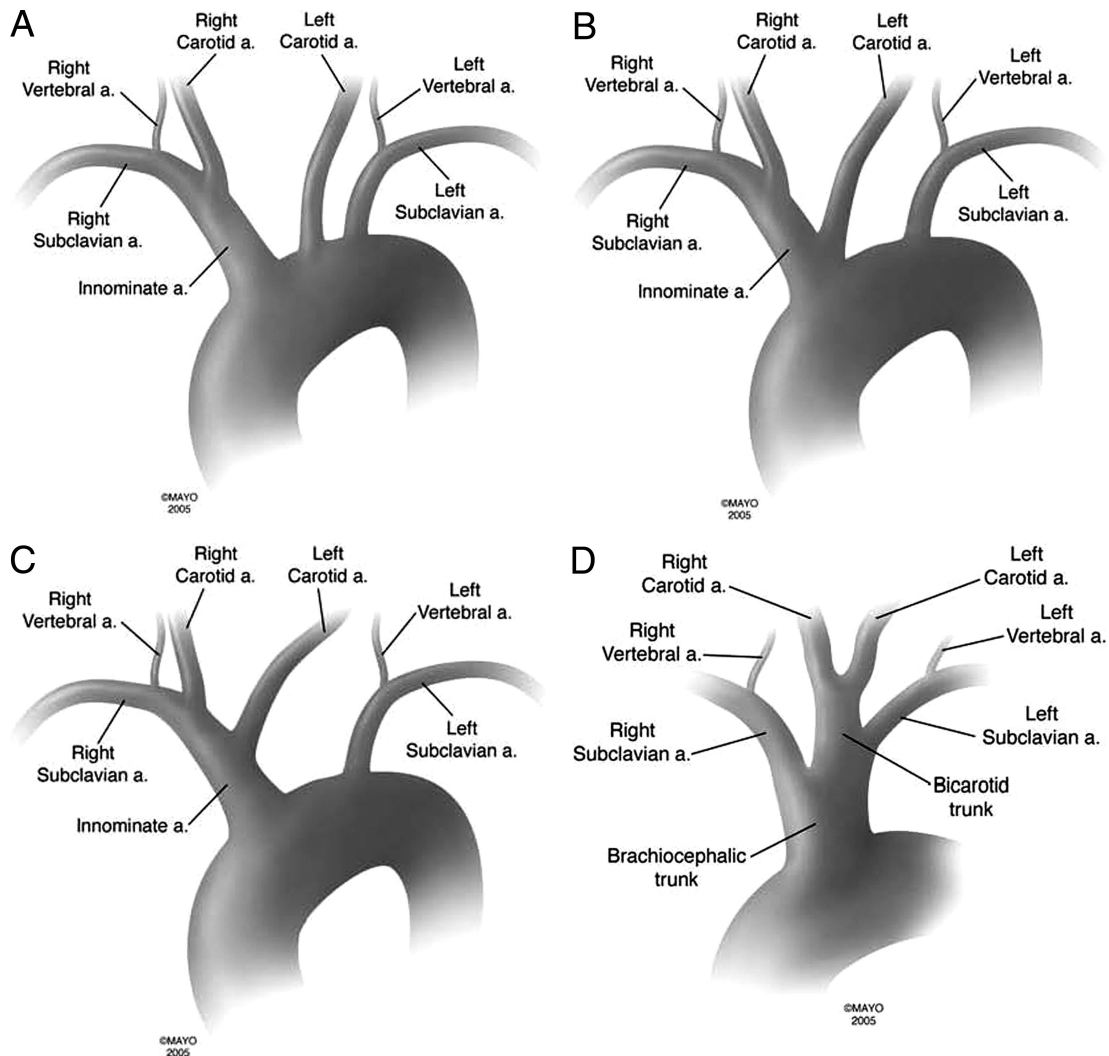 A
Right
Carotid a.
Left
Carotid a.
Right
Vertebral a.
Left
Vertebral a.
Right
Subclavian a.
Left
Subclavian a.
Innominate a.
©MAYO
2005
B
Right
Carotid a.
Left
Carotid a.
Right
Vertebral a.
Left
Vertebral a.
Right
Subclavian a.
Left
Subclavian a.
Innominate a.
©MAYO
2005
C
Right
Carotid a.
Left
Carotid a.
Right
Vertebral a.
Left
Vertebral a.
Right
Subclavian a.
Left
Subclavian a.
Innominate a.
©MAYO
2005
D
Right
Carotid a.
Left
Carotid a.
Right
Vertebral a.
Left
Vertebral a.
Right
Subclavian a.
Left
Subclavian a.
Bicarotid
trunk
Brachiocephalic
trunk
©MAYO
2005